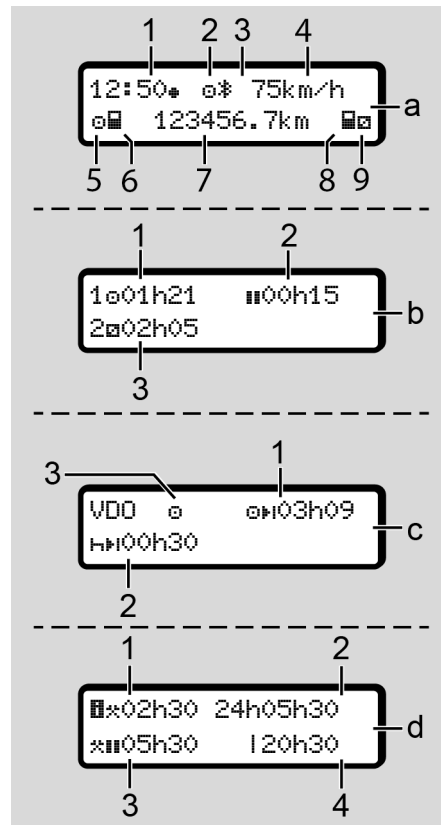 1 2 3 4
12:50● ⊙ᛒ 75km/h
a
⊙ 123456.7km
5 6 7 8 9
1 2
1⊙01h21 00h15
b
2 02h05
3
3 1
VDO ⊙ ⊙03h09
c
00h30
2
1 2
02h30 24h05h30
d
05h30 120h30
3 4